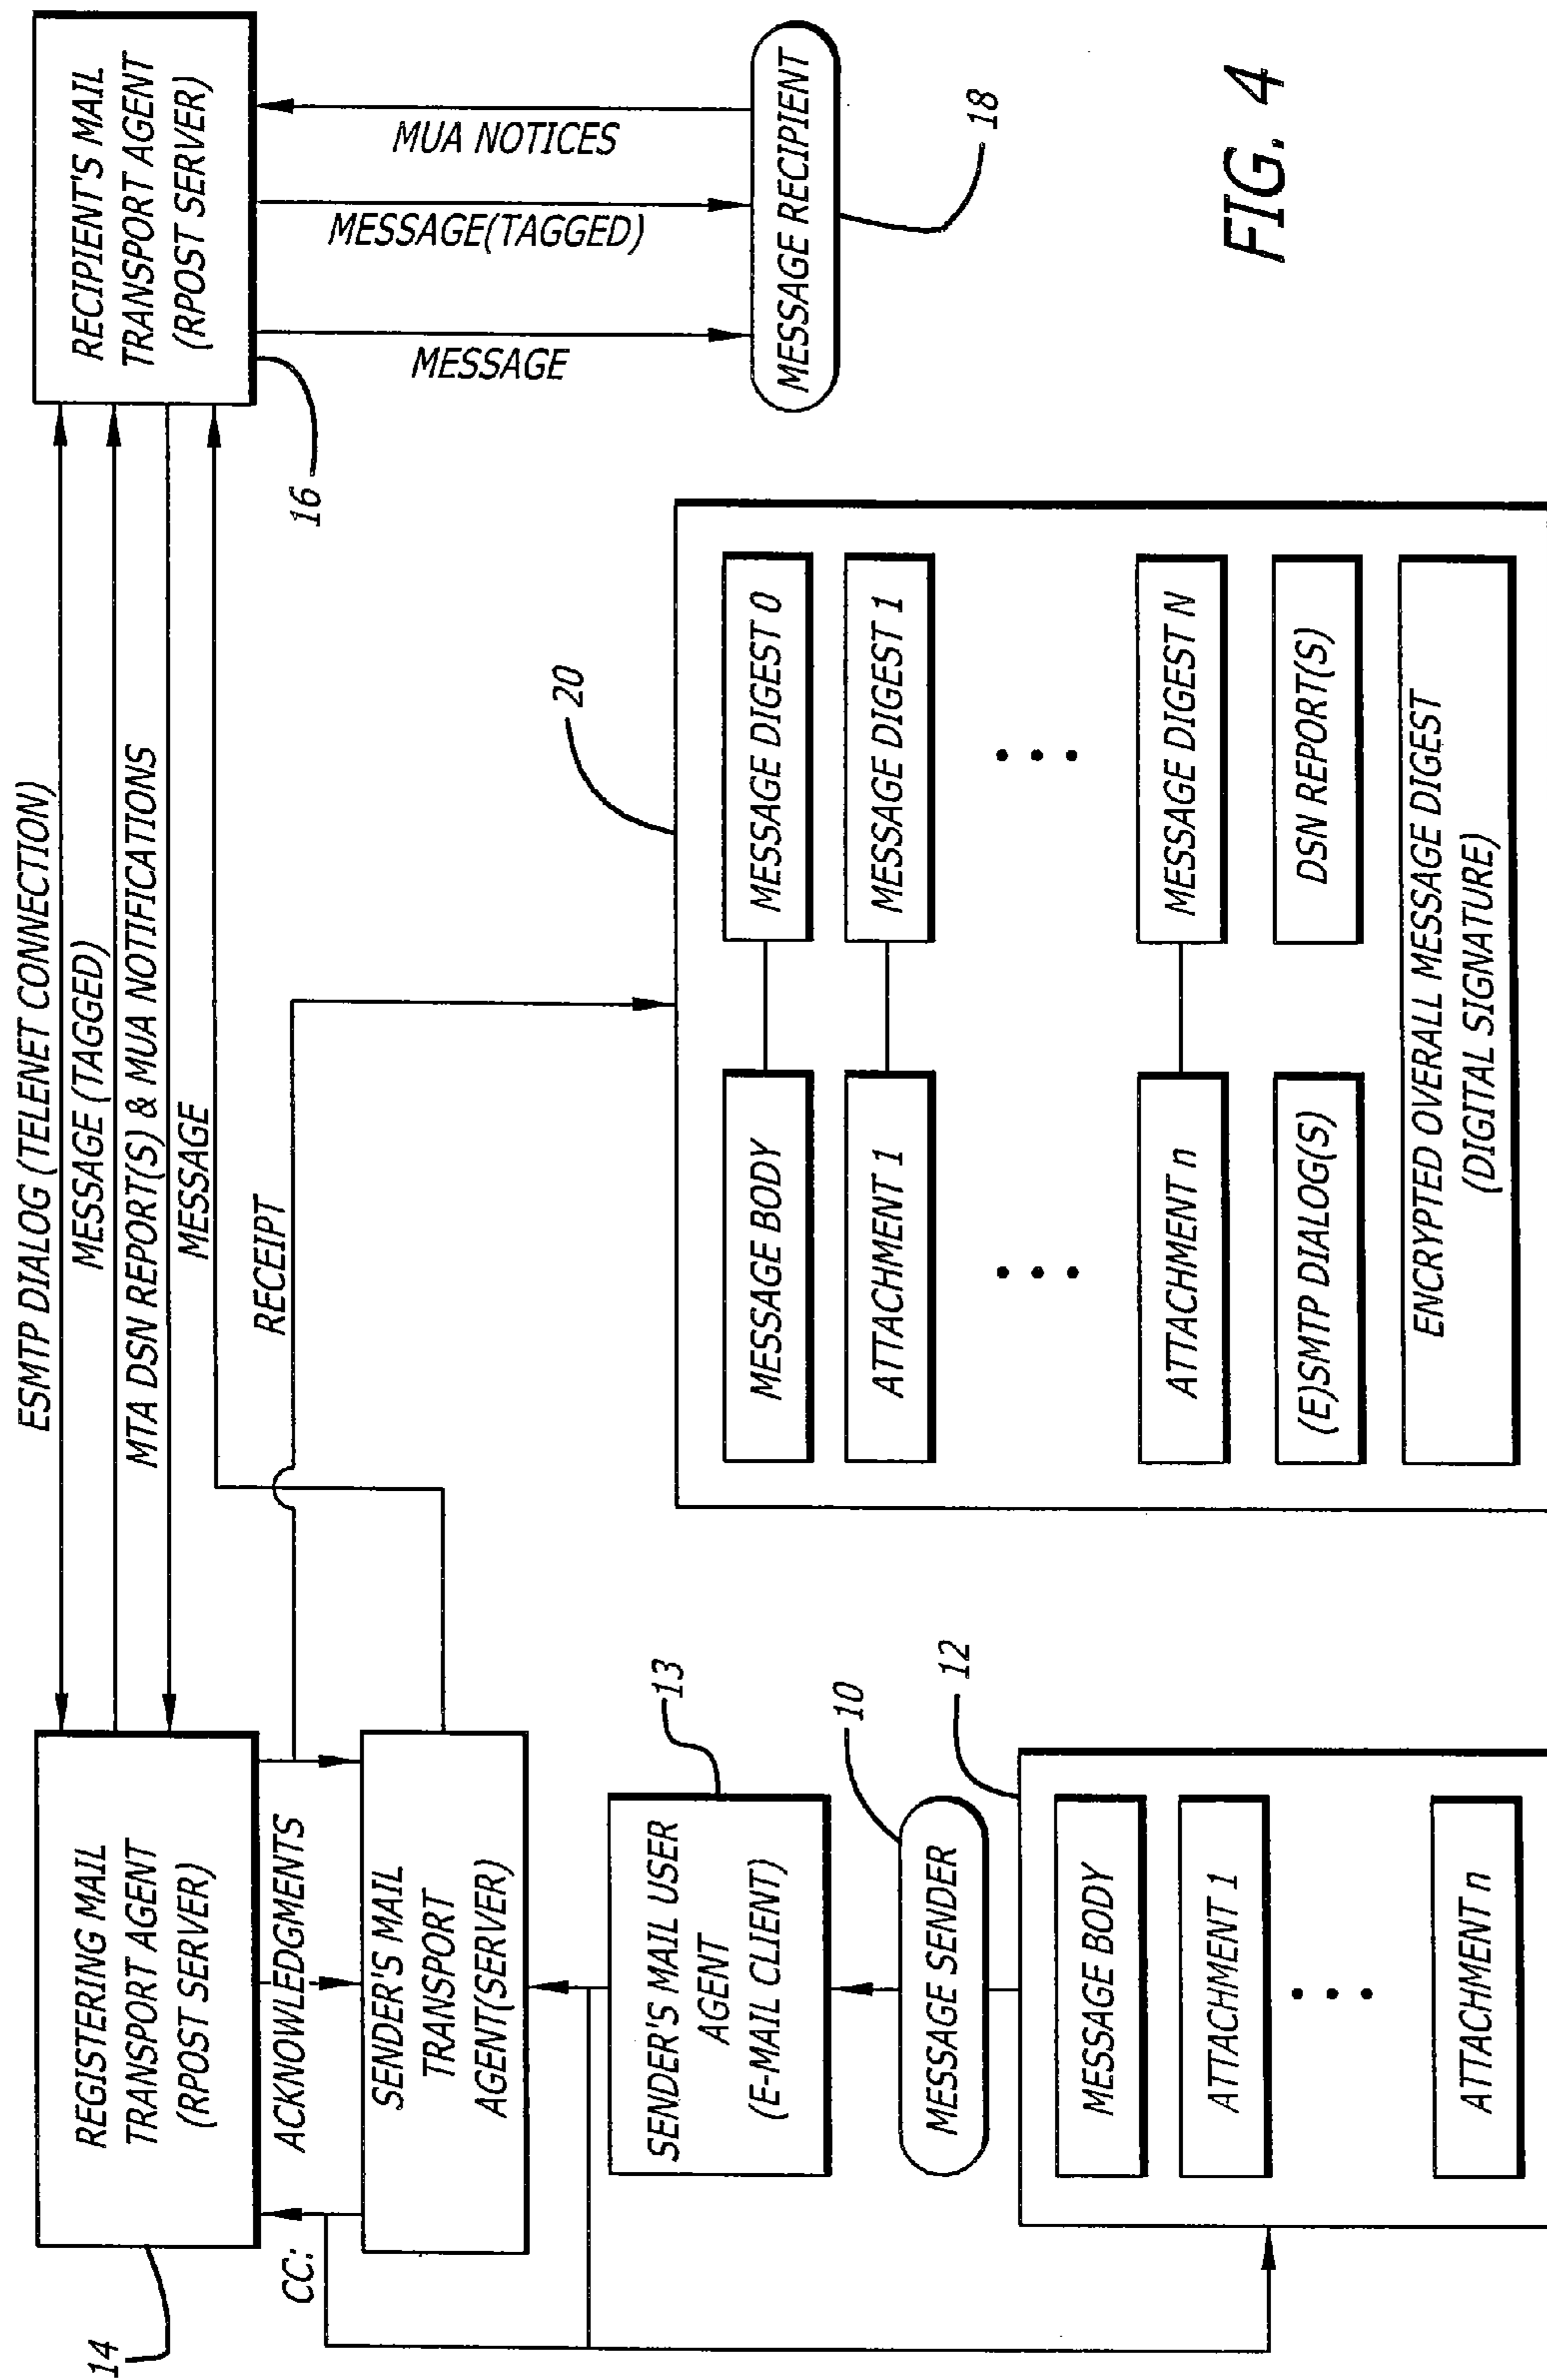 ESMTP DIALOG (TELENET CONNECTION)
MESSAGE (TAGGED)
MTA DSN REPORT(S) & MUA NOTIFICATIONS
MESSAGE
RECEIPT
14
REGISTERING MAIL
TRANSPORT AGENT
(RPOST SERVER)
CC:
ACKNOWLEDGMENTS
SENDER'S MAIL
TRANSPORT
AGENT(SERVER)
SENDER'S MAIL USER
AGENT
(E-MAIL CLIENT)
13
MESSAGE SENDER
10
12
MESSAGE BODY
ATTACHMENT 1
ATTACHMENT n
20
MESSAGE BODY
MESSAGE DIGEST 0
ATTACHMENT 1
MESSAGE DIGEST 1
ATTACHMENT n
MESSAGE DIGEST N
(E)SMTP DIALOG(S)
DSN REPORT(S)
ENCRYPTED OVERALL MESSAGE DIGEST
(DIGITAL SIGNATURE)
RECIPIENT'S MAIL
TRANSPORT AGENT
(RPOST SERVER)
16
MESSAGE
MESSAGE(TAGGED)
MUA NOTICES
MESSAGE RECIPIENT
18
FIG. 4